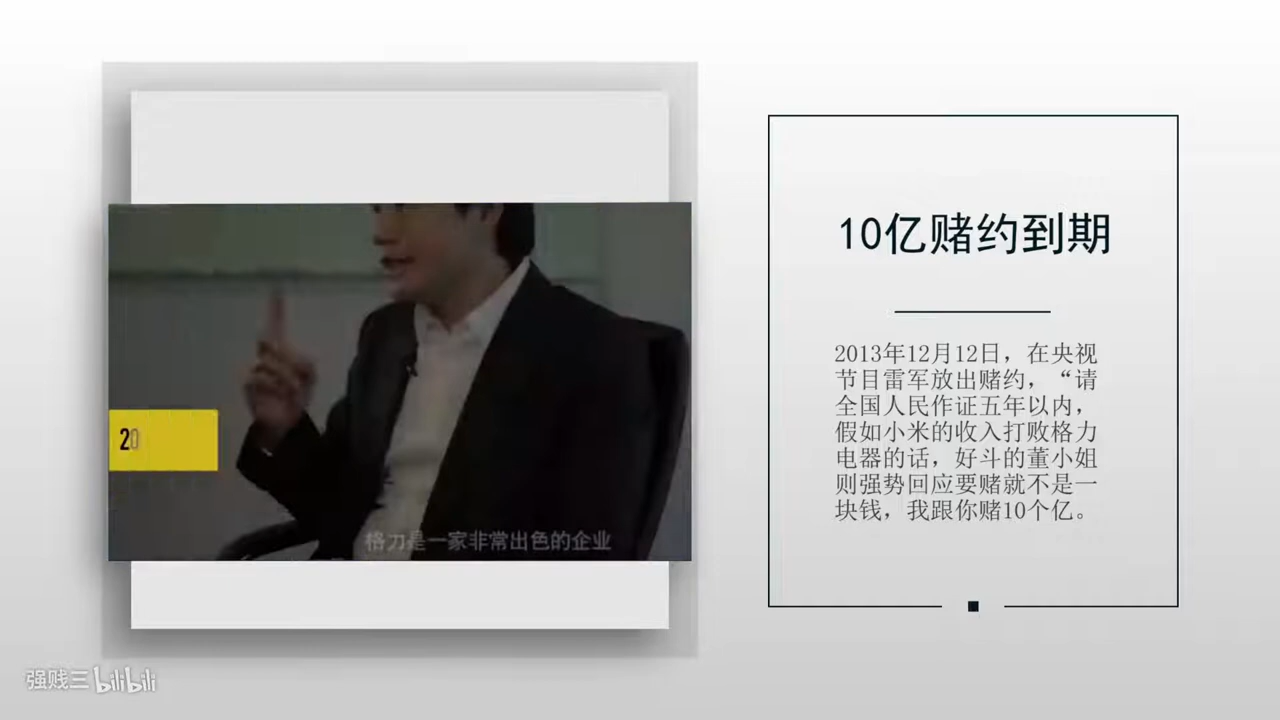 10亿赌约到期
2013年12月12日，在央视
节目雷军放出赌约，“请
全国人民作证五年以内，
假如小米的收入打败格力
电器的话，好斗的董小姐
则强势回应要赌就不是一
块钱，我跟你赌10个亿。
20
格力是一家非常出色的企业
强贱三 bilibili